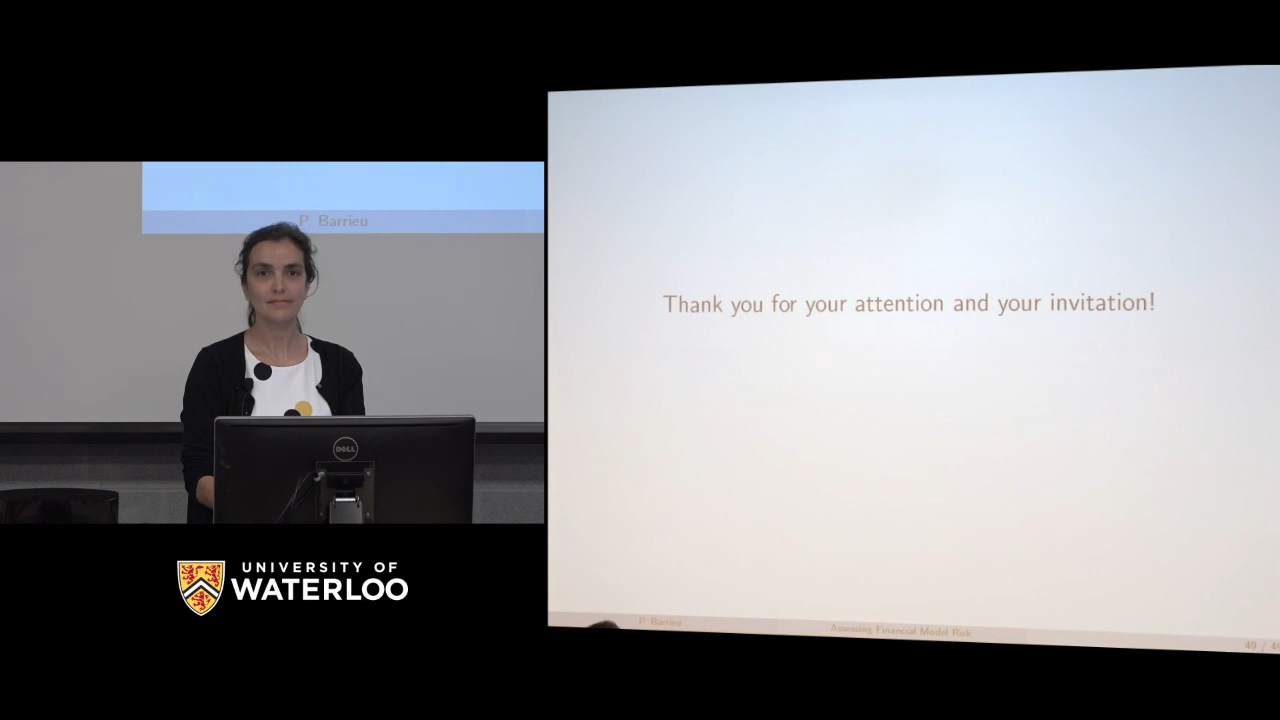 P. Barrieu
DELL
UNIVERSITY OF
WATERLOO
Thank you for your attention and your invitation!
P. Barrieu
Assessing Financial Model Risk